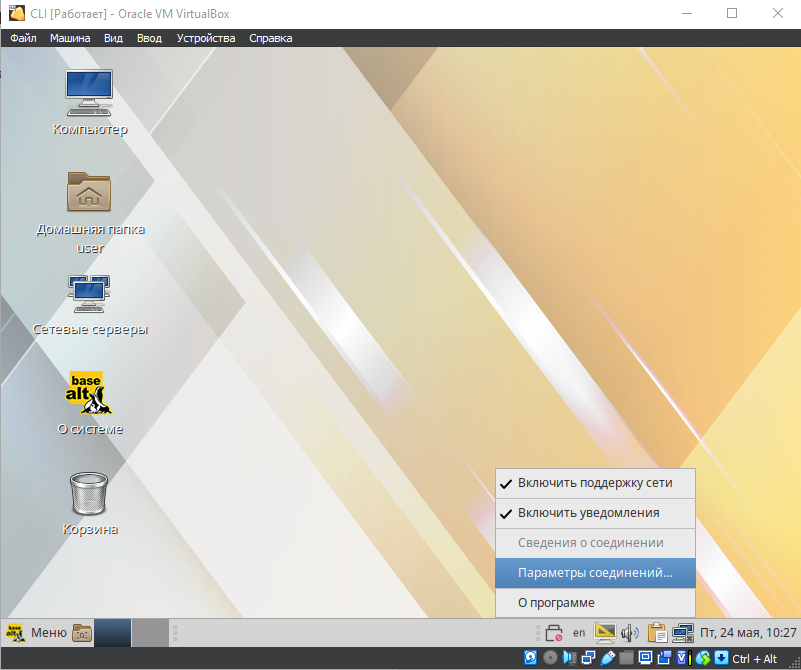 CLI [Работает] - Oracle VM VirtualBox
Файл Машина Вид Ввод Устройства Справка
Компьютер
Домашняя папка
user
Сетевые серверы
base
alt
О системе
Корзина
Включить поддержку сети
Включить уведомления
Сведения о соединении
Параметры соединений...
О программе
Меню
en
Пт, 24 мая, 10:27
Ctrl + Alt